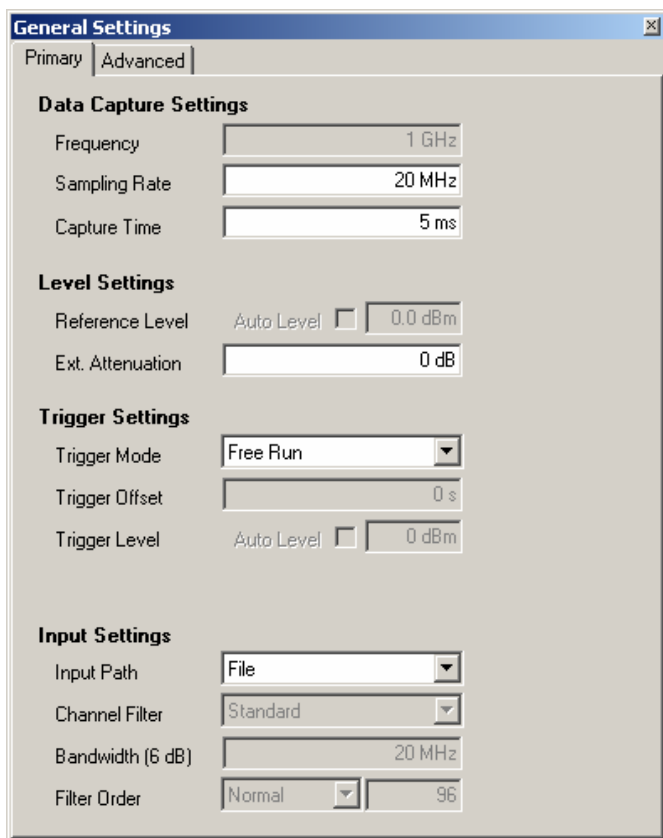 General Settings
Primary Advanced
Data Capture Settings
Frequency 1 GHz
Sampling Rate 20 MHz
Capture Time 5 ms
Level Settings
Reference Level Auto Level 0.0 dBm
Ext. Attenuation 0 dB
Trigger Settings
Trigger Mode Free Run
Trigger Offset 0 s
Trigger Level Auto Level 0 dBm
Input Settings
Input Path File
Channel Filter Standard
Bandwidth (6 dB) 20 MHz
Filter Order Normal 96